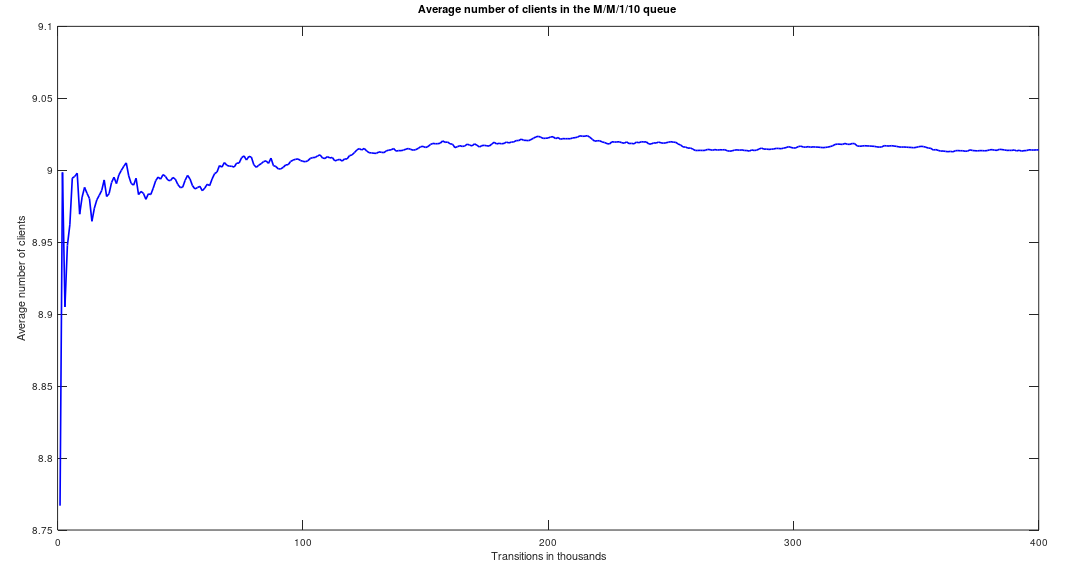 Average number of clients in the M/M/1/10 queue
9.1
9.05
9
8.95
8.9
8.85
8.8
8.75
Average number of clients
0 100 200 300 400
Transitions in thousands